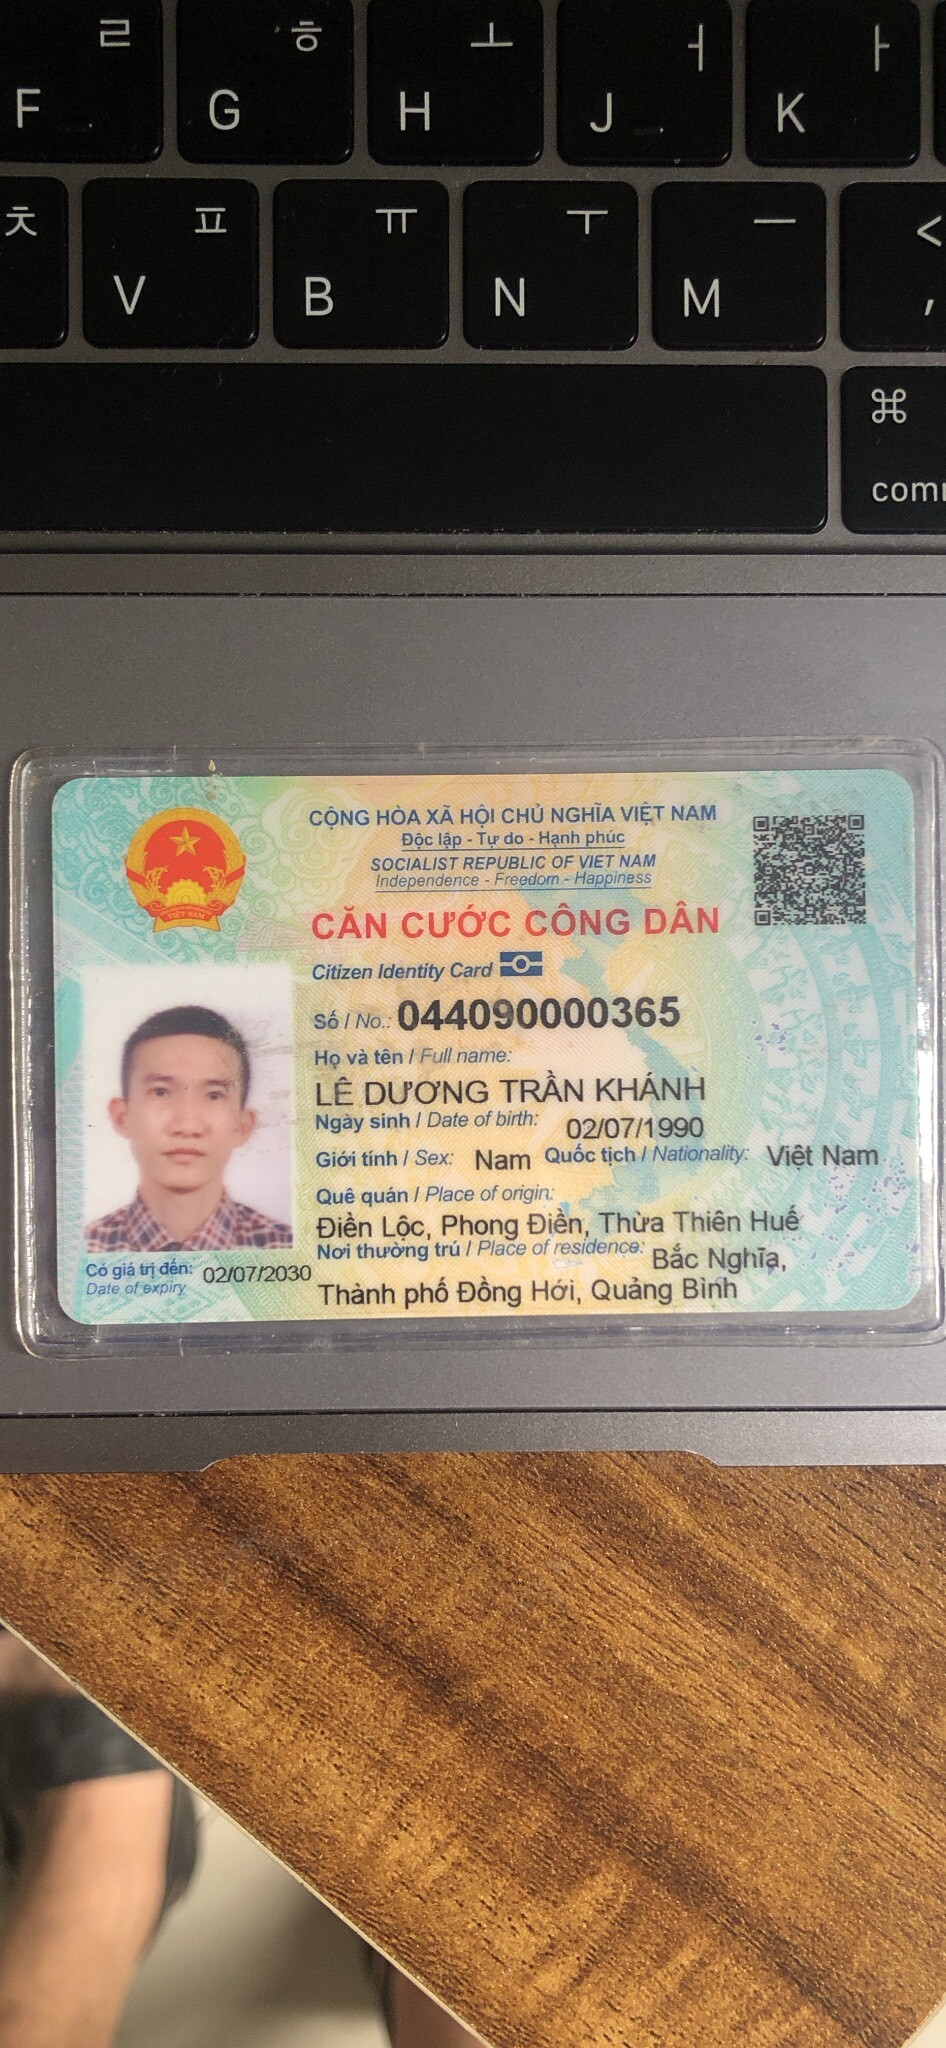 ㄹ ㅎ ㅗ ㅓ ㅏ
F G H J K
ㅊ ㅍ ㅠ ㅜ ㅡ <
V B N M ,
⌘
CỘNG HÒA XÃ HỘI CHỦ NGHĨA VIỆT NAM
Độc lập - Tự do - Hạnh phúc
SOCIALIST REPUBLIC OF VIET NAM
Independence - Freedom - Happiness
VIỆT NAM
CĂN CƯỚC CÔNG DÂN
Citizen Identity Card
Số / No.: 044090000365
Họ và tên / Full name:
LÊ DƯƠNG TRẦN KHÁNH
Ngày sinh / Date of birth: 02/07/1990
Giới tính / Sex: Nam Quốc tịch / Nationality: Việt Nam
Quê quán / Place of origin:
Điền Lộc, Phong Điền, Thừa Thiên Huế
Nơi thường trú / Place of residence: Bắc Nghĩa,
Thành phố Đồng Hới, Quảng Bình
Có giá trị đến: 02/07/2030
Date of expiry